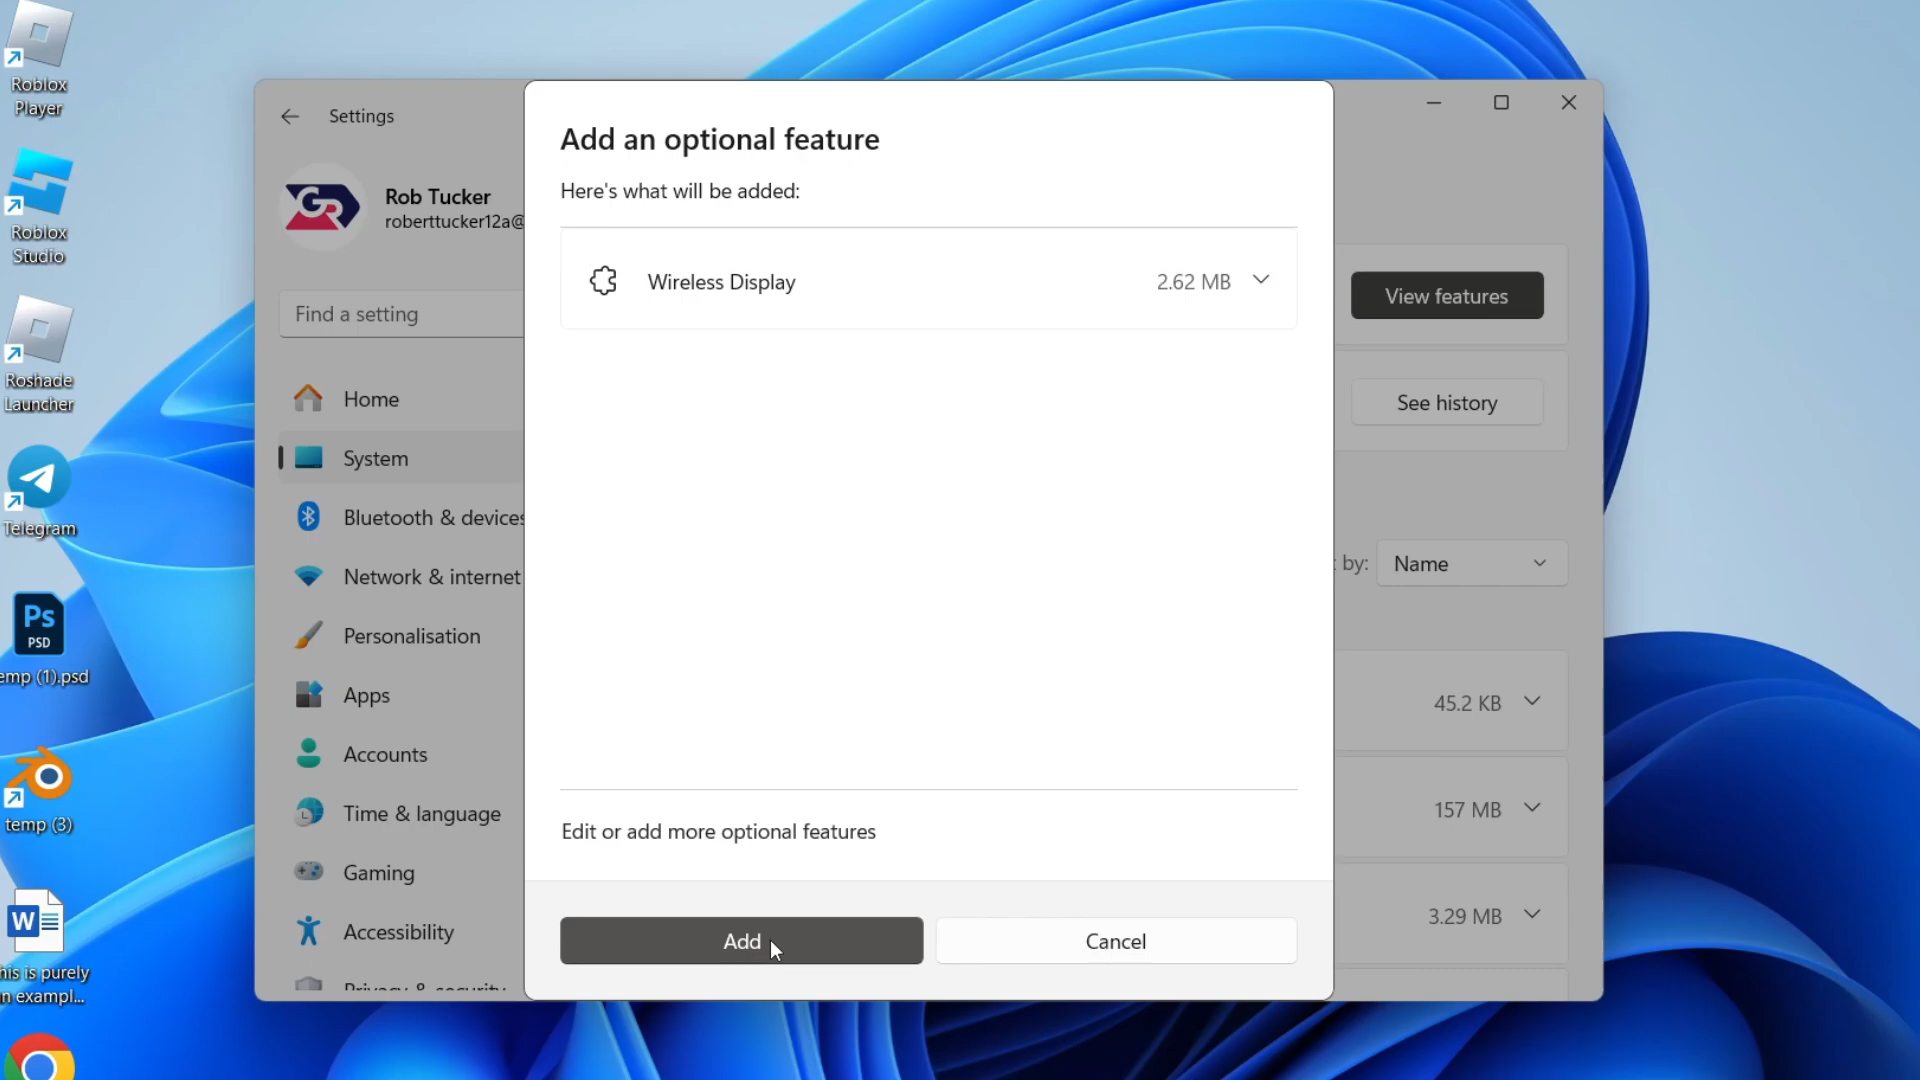 Roblox
Player
Roblox
Studio
Roshade
Launcher
Telegram
Ps
PSD
emp (1).psd
temp (3)
W
his is purely
n exampl...
Settings
Rob Tucker
roberttucker12a@
Find a setting
Home
System
Bluetooth & devices
Network & internet
Personalisation
Apps
Accounts
Time & language
Gaming
Accessibility
Privacy & security
Add an optional feature
Here's what will be added:
Wireless Display
2.62 MB
Edit or add more optional features
Add
Cancel
View features
See history
by:
Name
45.2 KB
157 MB
3.29 MB